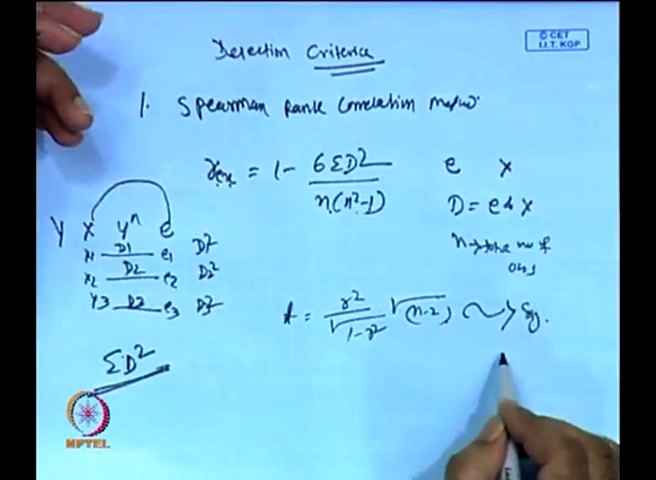 Detection Criteria
© CET
I.I.T. KGP
1. Spearman Rank Correlation
r_ex = 1 - 6ΣD² / n(n²-1)
e x
D = e & x
n → the no of obs
Y X Y^ e
x1 D1 e1 D1²
x2 D2 e2 D2²
x3 D3 e3 D3²
ΣD²
t = r² / √1-r² √(n-2) ~> Sig.
NPTEL